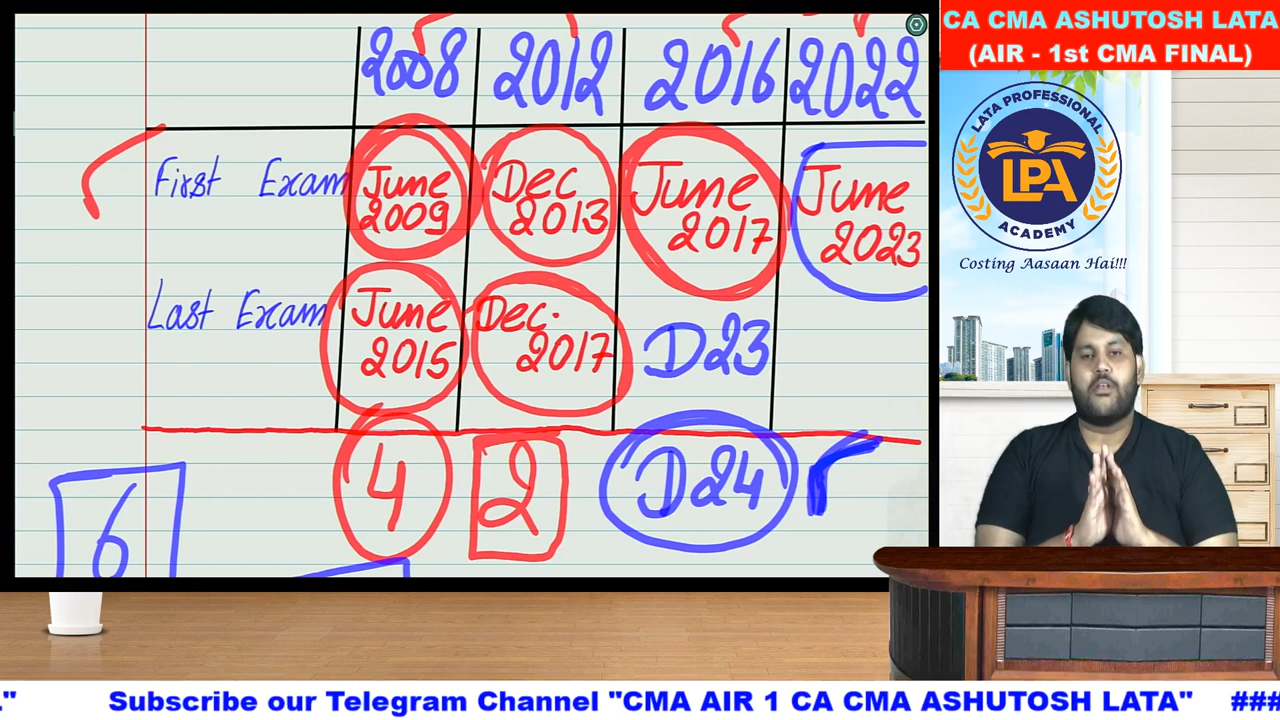 CA CMA ASHUTOSH LATA
(AIR - 1st CMA FINAL)
2008 2012 2016 2022
First Exam June 2009 Dec 2013 June 2017 June 2023
Last Exam June 2015 Dec. 2017 D23
4 2 D24
6
LATA PROFESSIONAL
LPA
ACADEMY
Costing Aasaan Hai!!!
" Subscribe our Telegram Channel "CMA AIR 1 CA CMA ASHUTOSH LATA" ###